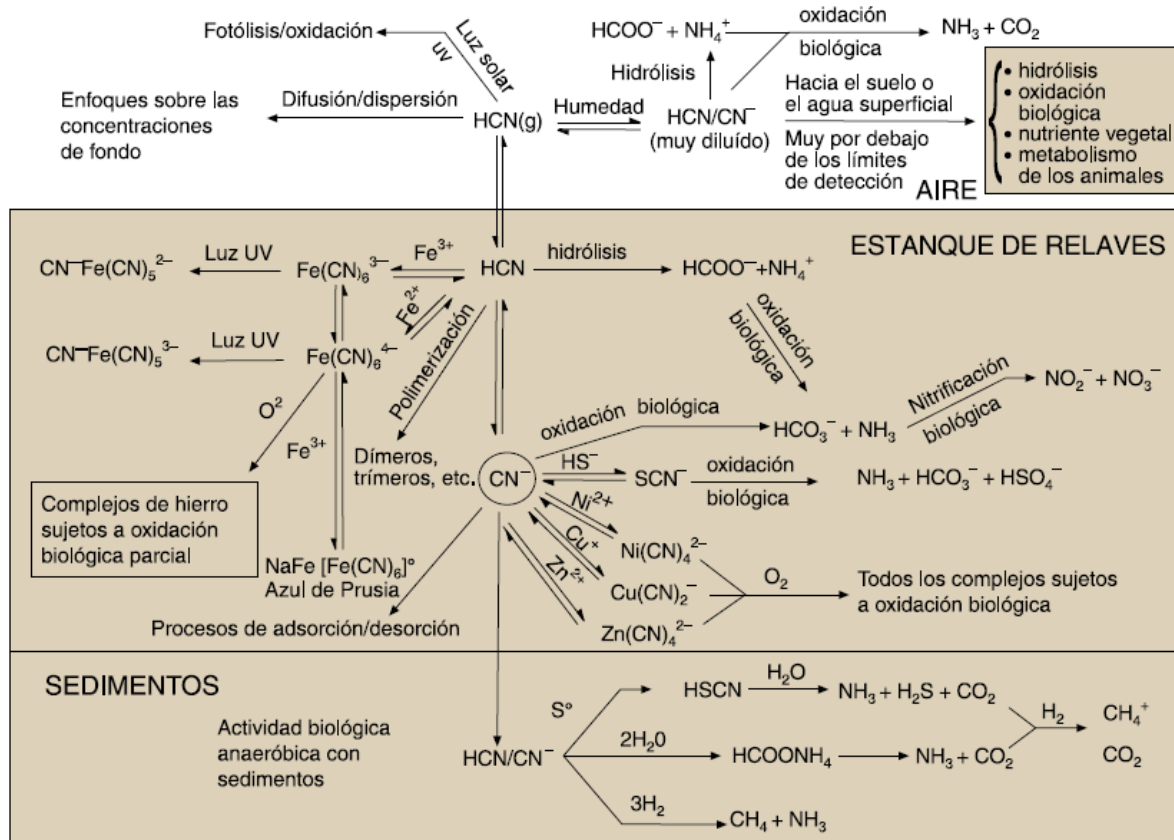 Fotólisis/oxidación
Luz solar
uv
HCOO⁻ + NH₄⁺
oxidación
biológica
NH₃ + CO₂
Hidrólisis
Enfoques sobre las
concentraciones
de fondo
Difusión/dispersión
HCN(g)
Humedad
HCN/CN⁻
(muy diluído)
Hacia el suelo o
el agua superficial
Muy por debajo
de los límites
de detección
• hidrólisis
• oxidación
biológica
• nutriente vegetal
• metabolismo
de los animales
AIRE
ESTANQUE DE RELAVES
CN–Fe(CN)₅²⁻
Luz UV
Fe(CN)₆³⁻
Fe³⁺
HCN
hidrólisis
HCOO⁻+NH₄⁺
Fe²⁺
CN–Fe(CN)₅³⁻
Luz UV
Fe(CN)₆⁴⁻
Polimerización
oxidación
biológica
O²
Fe³⁺
Nitrificación
biológica
NO₂⁻ + NO₃⁻
oxidación biológica
HCO₃⁻ + NH₃
Dímeros,
trímeros, etc.
CN⁻
HS⁻
SCN⁻
oxidación
biológica
NH₃ + HCO₃⁻ + HSO₄⁻
Complejos de hierro
sujetos a oxidación
biológica parcial
Ni²⁺
Ni(CN)₄²⁻
Cu⁺
Cu(CN)₂⁻
O₂
Todos los complejos sujetos
a oxidación biológica
Zn²⁺
Zn(CN)₄²⁻
NaFe [Fe(CN)₆]°
Azul de Prusia
Procesos de adsorción/desorción
SEDIMENTOS
Actividad biológica
anaeróbica con
sedimentos
HCN/CN⁻
S°
HSCN
H₂O
NH₃ + H₂S + CO₂
2H₂0
HCOONH₄
NH₃ + CO₂
H₂
CH₄⁺
CO₂
3H₂
CH₄ + NH₃